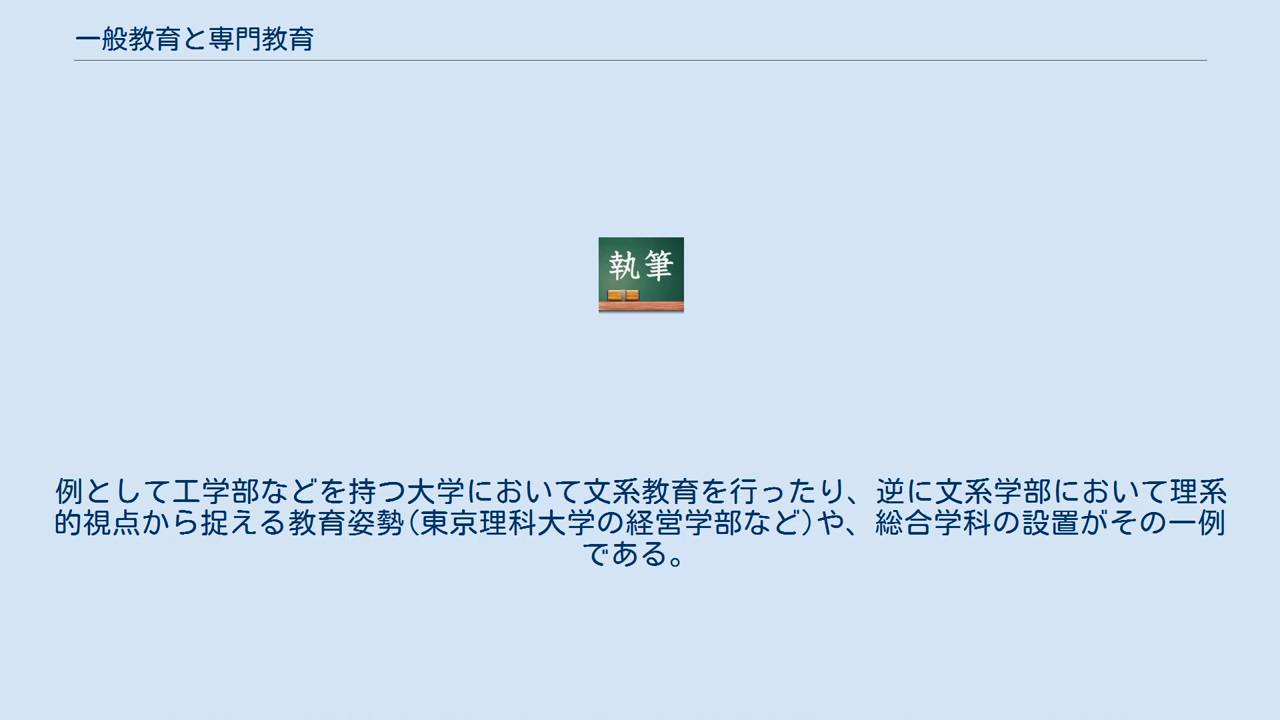 一般教育と専門教育
執筆
例として工学部などを持つ大学において文系教育を行ったり、逆に文系学部において理系
的視点から捉える教育姿勢(東京理科大学の経営学部など)や、総合学科の設置がその一例
である。